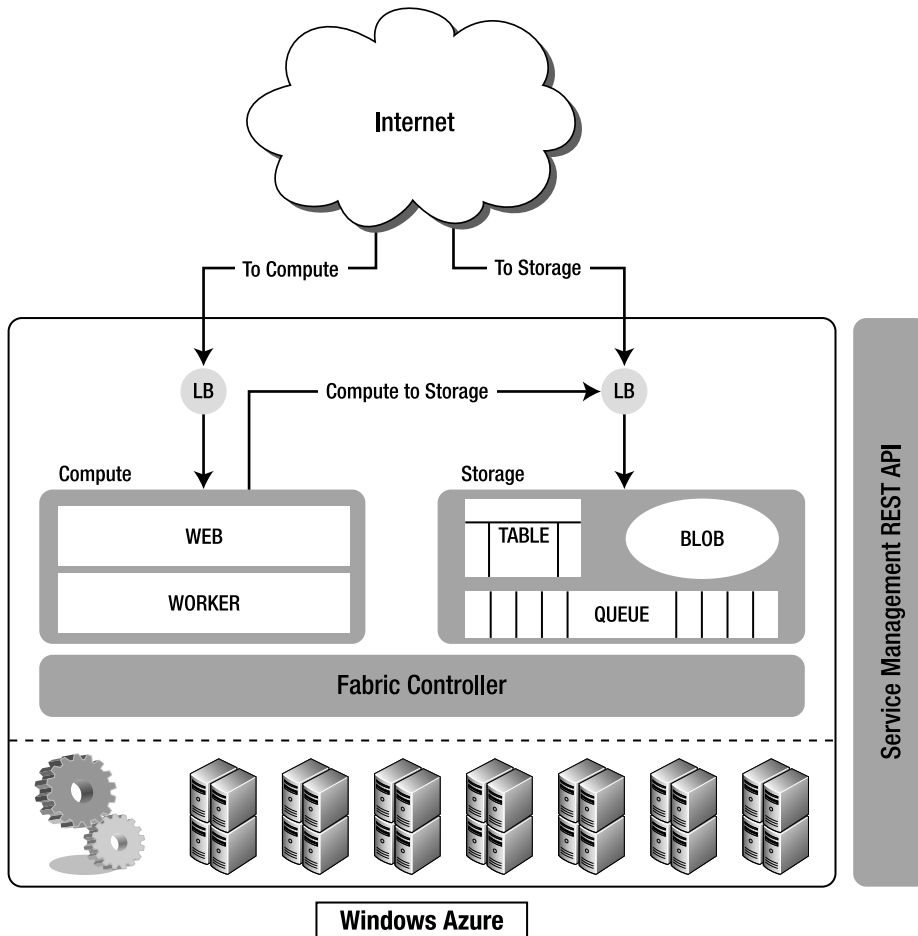 Internet
To Compute
To Storage
LB
Compute to Storage
LB
Compute
Storage
WEB
WORKER
TABLE
BLOB
QUEUE
Fabric Controller
Service Management REST API
Windows Azure